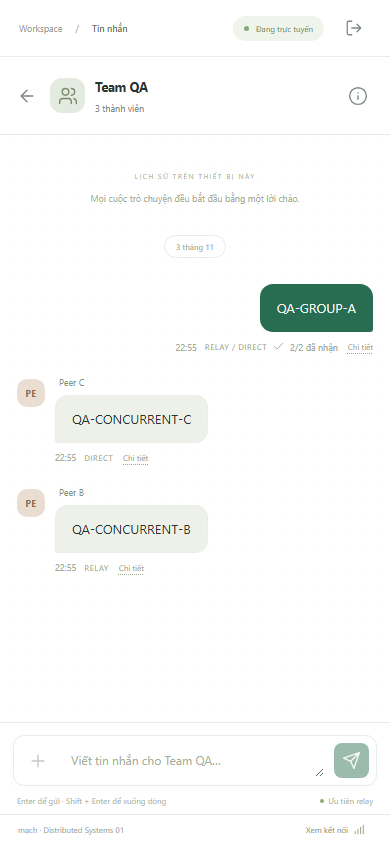 Workspace / Tin nhắn Đang trực tuyến
Team QA
3 thành viên
LỊCH SỬ TRÊN THIẾT BỊ NÀY
Mọi cuộc trò chuyện đều bắt đầu bằng một lời chào.
3 tháng 11
QA-GROUP-A
22:55 RELAY / DIRECT 2/2 đã nhận Chi tiết
Peer C
PE
QA-CONCURRENT-C
22:55 DIRECT Chi tiết
Peer B
PE
QA-CONCURRENT-B
22:55 RELAY Chi tiết
Viết tin nhắn cho Team QA...
Enter để gửi · Shift + Enter để xuống dòng Ưu tiên relay
mạch · Distributed Systems 01 Xem kết nối